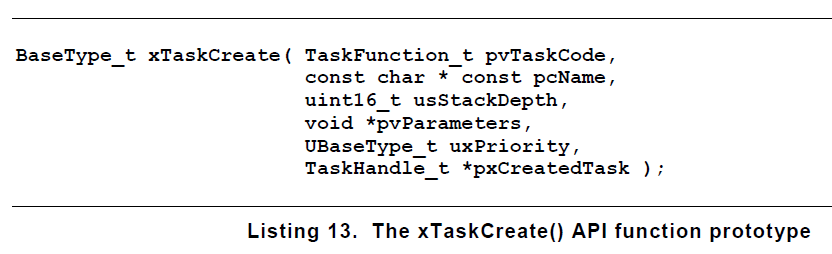 BaseType_t xTaskCreate( TaskFunction_t pvTaskCode,
const char * const pcName,
uint16_t usStackDepth,
void *pvParameters,
UBaseType_t uxPriority,
TaskHandle_t *pxCreatedTask );
Listing 13. The xTaskCreate() API function prototype